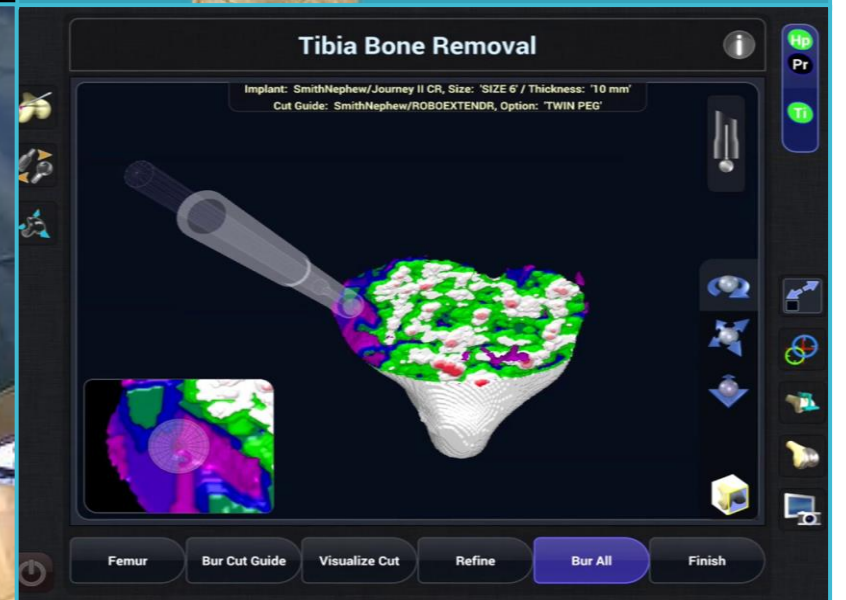 Tibia Bone Removal
i
Implant: SmithNephew/Journey II CR, Size: 'SIZE 6' / Thickness: '10 mm'
Cut Guide: SmithNephew/ROBOEXTENDR, Option: 'TWIN PEG'
Hp
Pr
Ti
Femur
Bur Cut Guide
Visualize Cut
Refine
Bur All
Finish